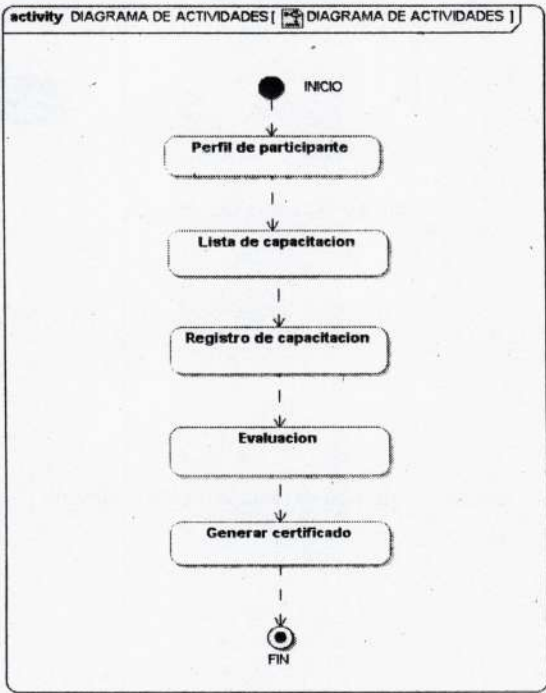 activity DIAGRAMA DE ACTIVIDADES [ DIAGRAMA DE ACTIVIDADES ]
INICIO
Perfil de participante
Lista de capacitacion
Registro de capacitacion
Evaluacion
Generar certificado
FIN